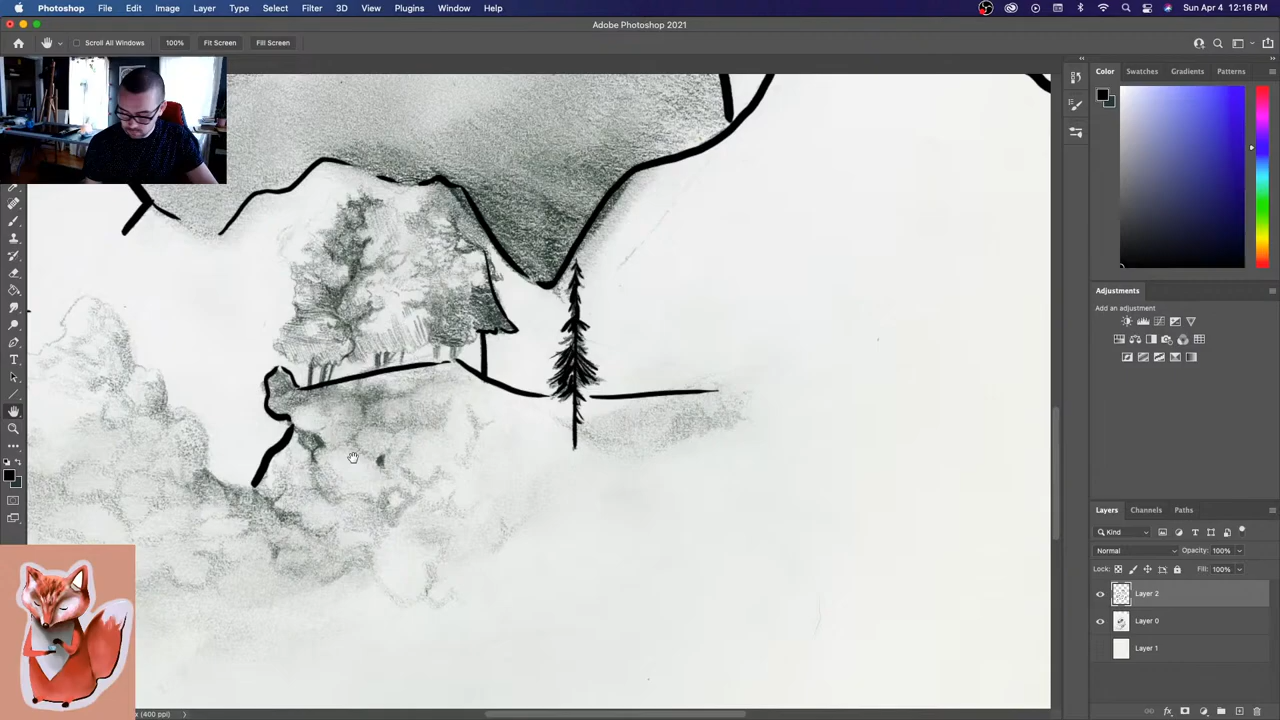 Photoshop File Edit Image Layer Type Select Filter 3D View Plugins Window Help Sun Apr 4 12:16 PM
Adobe Photoshop 2021
Scroll All Windows 100% Fit Screen Fill Screen
Color Swatches Gradients Patterns
Adjustments
Add an adjustment
Layers Channels Paths
Kind
Normal Opacity: 100%
Lock: Fill: 100%
Layer 2
Layer 0
Layer 1
(400 ppi)